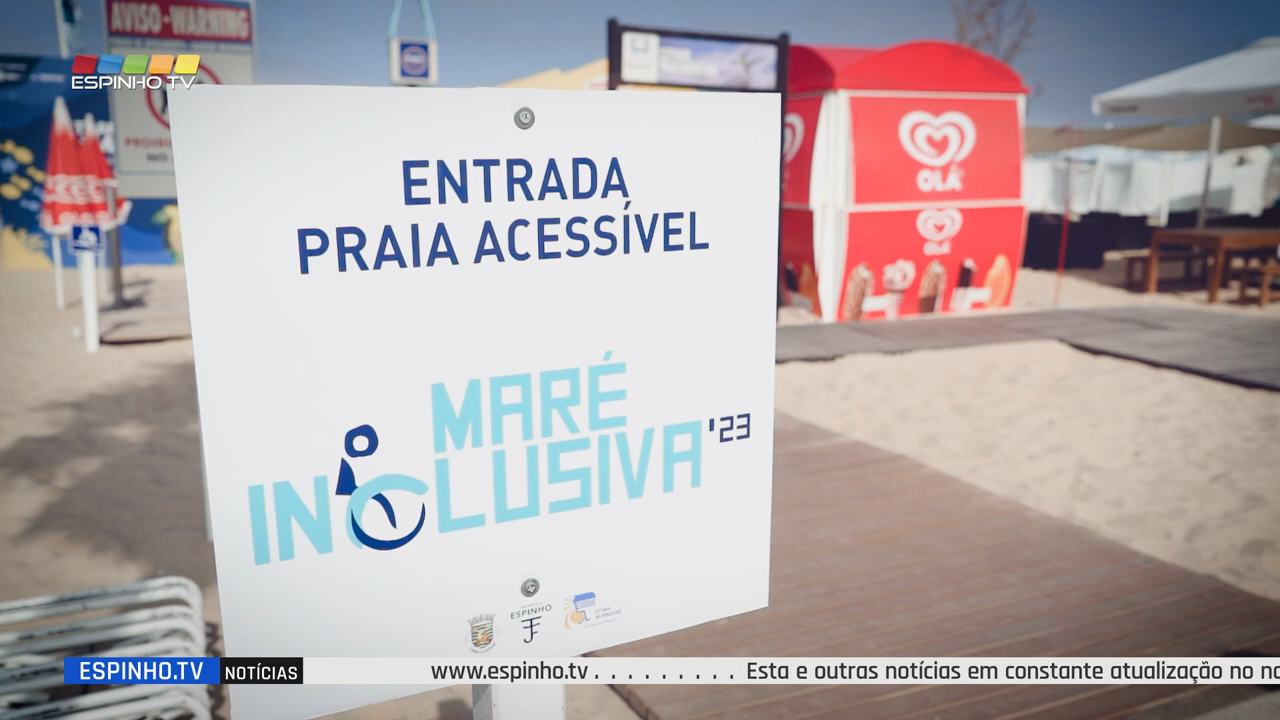 AVISO-WARNING
ESPINHO.TV
ENTRADA
PRAIA ACESSÍVEL
MARÉ
INCLUSIVA '23
ESPINHO
OLÁ
OLÁ
ESPINHO.TV NOTÍCIAS www.espinho.tv . . . . . . . . . Esta e outras notícias em constante atualização no